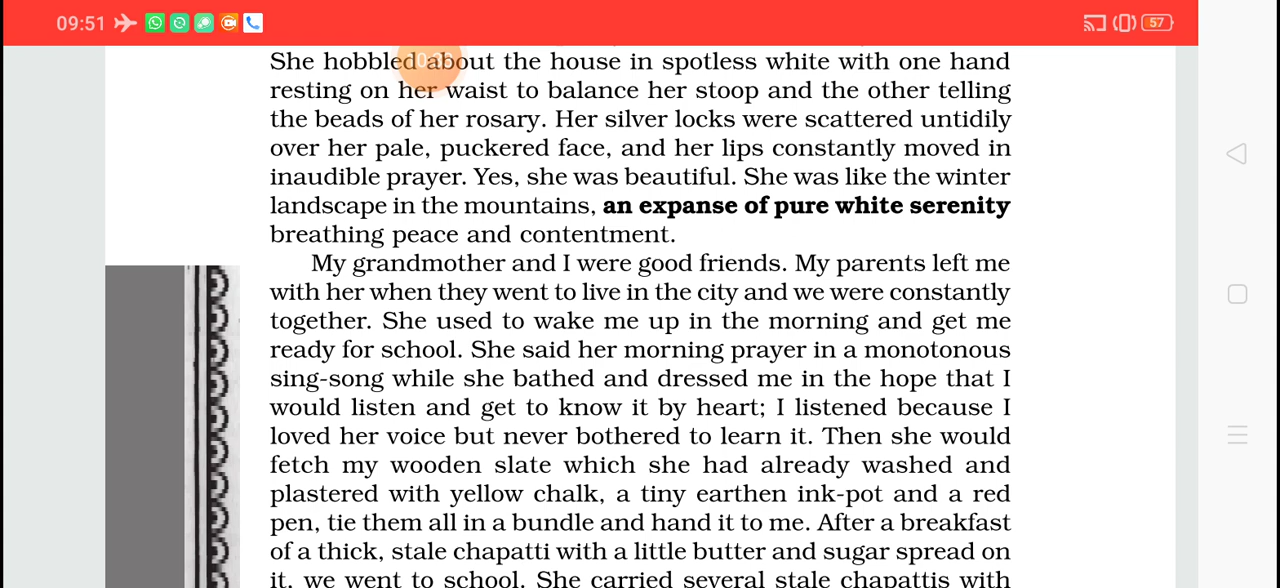 09:51
57
She hobbled about the house in spotless white with one hand
resting on her waist to balance her stoop and the other telling
the beads of her rosary. Her silver locks were scattered untidily
over her pale, puckered face, and her lips constantly moved in
inaudible prayer. Yes, she was beautiful. She was like the winter
landscape in the mountains, an expanse of pure white serenity
breathing peace and contentment.
My grandmother and I were good friends. My parents left me
with her when they went to live in the city and we were constantly
together. She used to wake me up in the morning and get me
ready for school. She said her morning prayer in a monotonous
sing-song while she bathed and dressed me in the hope that I
would listen and get to know it by heart; I listened because I
loved her voice but never bothered to learn it. Then she would
fetch my wooden slate which she had already washed and
plastered with yellow chalk, a tiny earthen ink-pot and a red
pen, tie them all in a bundle and hand it to me. After a breakfast
of a thick, stale chapatti with a little butter and sugar spread on
it, we went to school. She carried several stale chapattis with